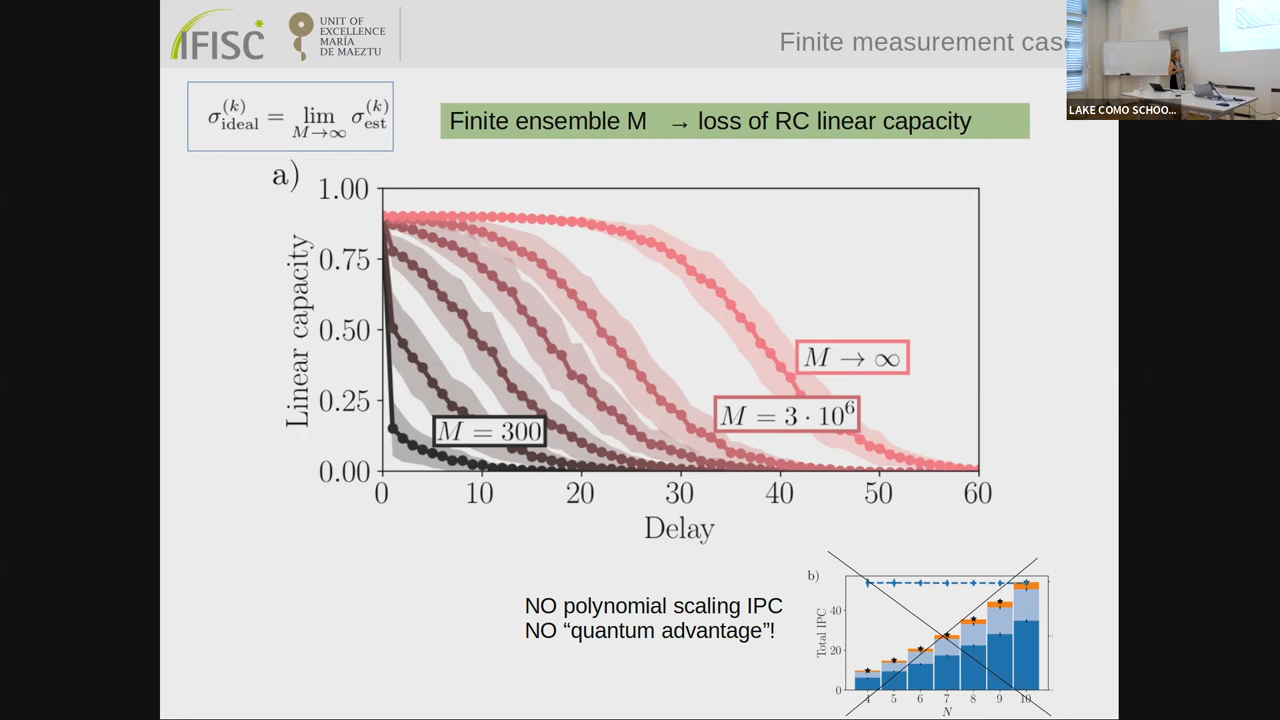 IFISC
UNIT OF
EXCELLENCE
MARÍA
DE MAEZTU
Finite measurement cas
LAKE COMO SCHOO...
σ_ideal^(k) = lim_{M→∞} σ_est^(k)
Finite ensemble M → loss of RC linear capacity
a)
1.00
0.75
0.50
0.25
0.00
Linear capacity
M → ∞
M = 3 · 10^6
M = 300
0 10 20 30 40 50 60
Delay
NO polynomial scaling IPC
NO “quantum advantage”!
b)
40
20
0
Total IPC
4 5 6 7 8 9 10
N